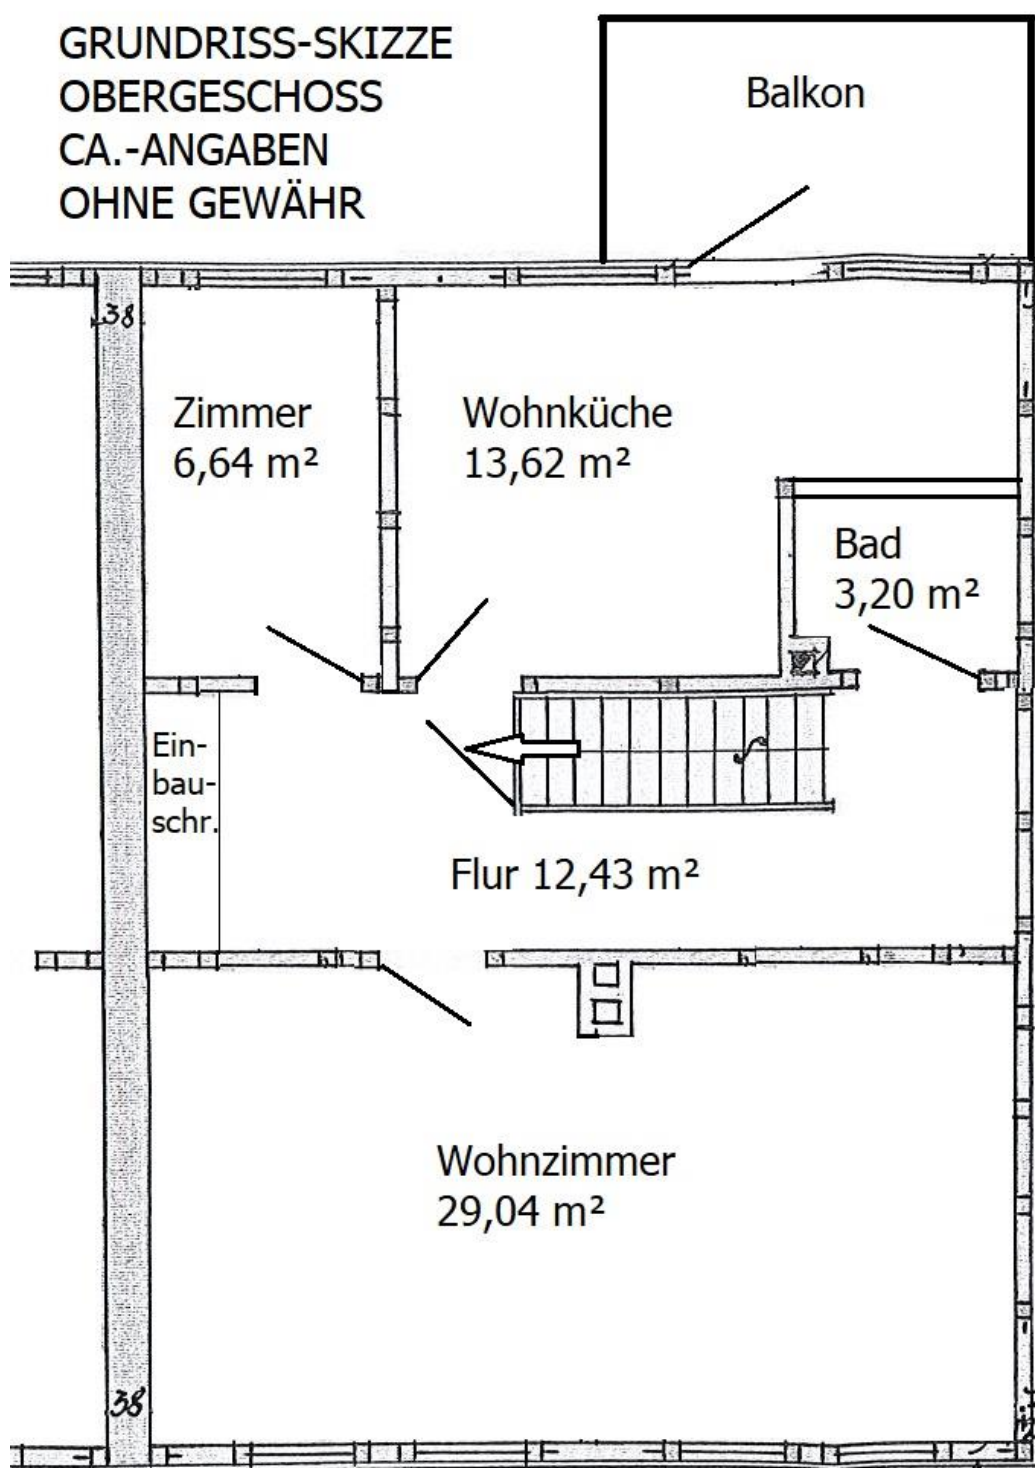 GRUNDRISS-SKIZZE
OBERGESCHOSS
CA.-ANGABEN
OHNE GEWÄHR
Balkon
38
Zimmer
6,64 m²
Wohnküche
13,62 m²
Bad
3,20 m²
Ein-
bau-
schr.
Flur 12,43 m²
Wohnzimmer
29,04 m²
38